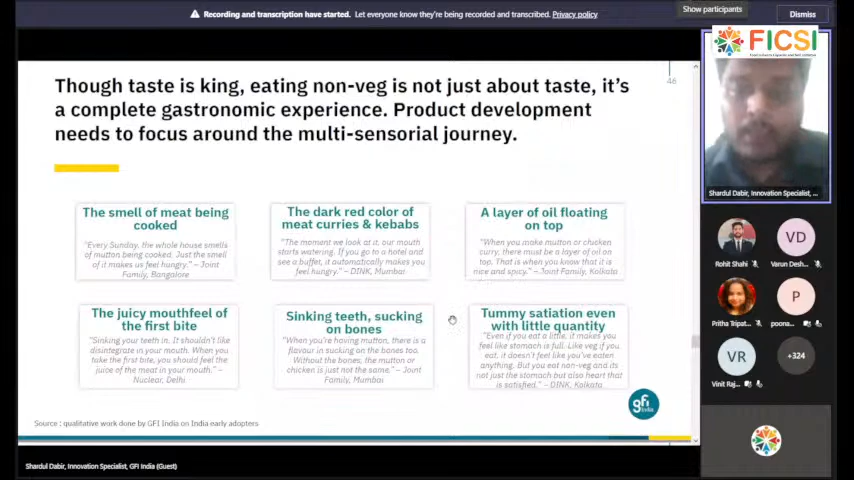 Recording and transcription have started. Let everyone know they're being recorded and transcribed. Privacy policy
Show participants
Dismiss
FICSI
46
Though taste is king, eating non-veg is not just about taste, it's
a complete gastronomic experience. Product development
needs to focus around the multi-sensorial journey.
The smell of meat being
cooked
"Every Sunday, the whole house smells
of mutton being cooked. Just the
smell of it makes us feel hungry." – Joint
Family, Bangalore
The dark red color of
meat curries & kebabs
"The moment we look at it, our mouth
starts watering. If you go to a hotel and
see a buffet, it automatically makes you
feel hungry." – DINK, Mumbai
A layer of oil floating
on top
"When you make mutton or chicken
curry, there must be a layer of oil on
top. That is when you know that it is
nice and spicy." – Joint Family, Kolkata
The juicy mouthfeel of
the first bite
"Sinking your teeth in. It shouldn't like
disintegrate in your mouth. When you
take the first bite, you should feel the
juice of the meat in your mouth." –
Nuclear, Delhi
Sinking teeth, sucking
on bones
"When you're having mutton, there is a
flavour in sucking on the bones too.
Without the bones, the mutton or
chicken is just not the same." – Joint
Family, Mumbai
Tummy satiation even
with little quantity
"Even if you eat a little, it makes you
feel like stomach is full. Like veg if you
eat, it doesn't feel like you've eaten
anything. But you eat non-veg and its
not just the stomach but also heart that
is satisfied." – DINK, Kolkata
gfi
India
Source : qualitative work done by GFI India on India early adopters
Shardul Dabir, Innovation Specialist, GFI India (Guest)
Shardul Dabir, Innovation Specialist, ...
Rohit Shahi
VD
Varun Desh...
Pritha Tripat...
P
poona...
VR
Vinit Raj...
+324